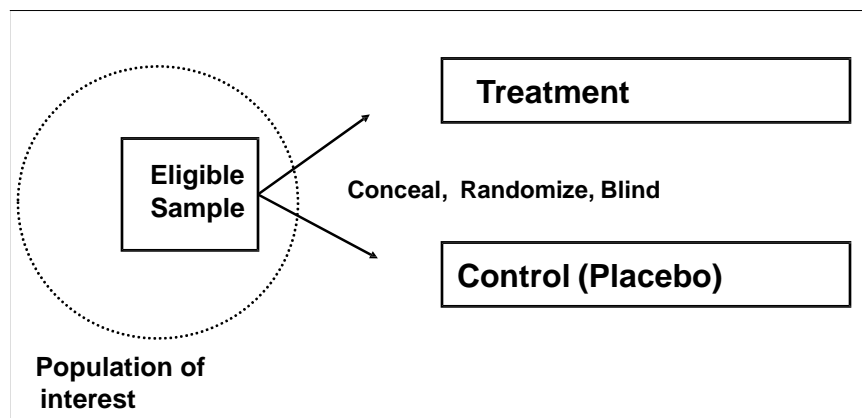 Treatment
Eligible
Sample
Conceal, Randomize, Blind
Control (Placebo)
Population of
interest